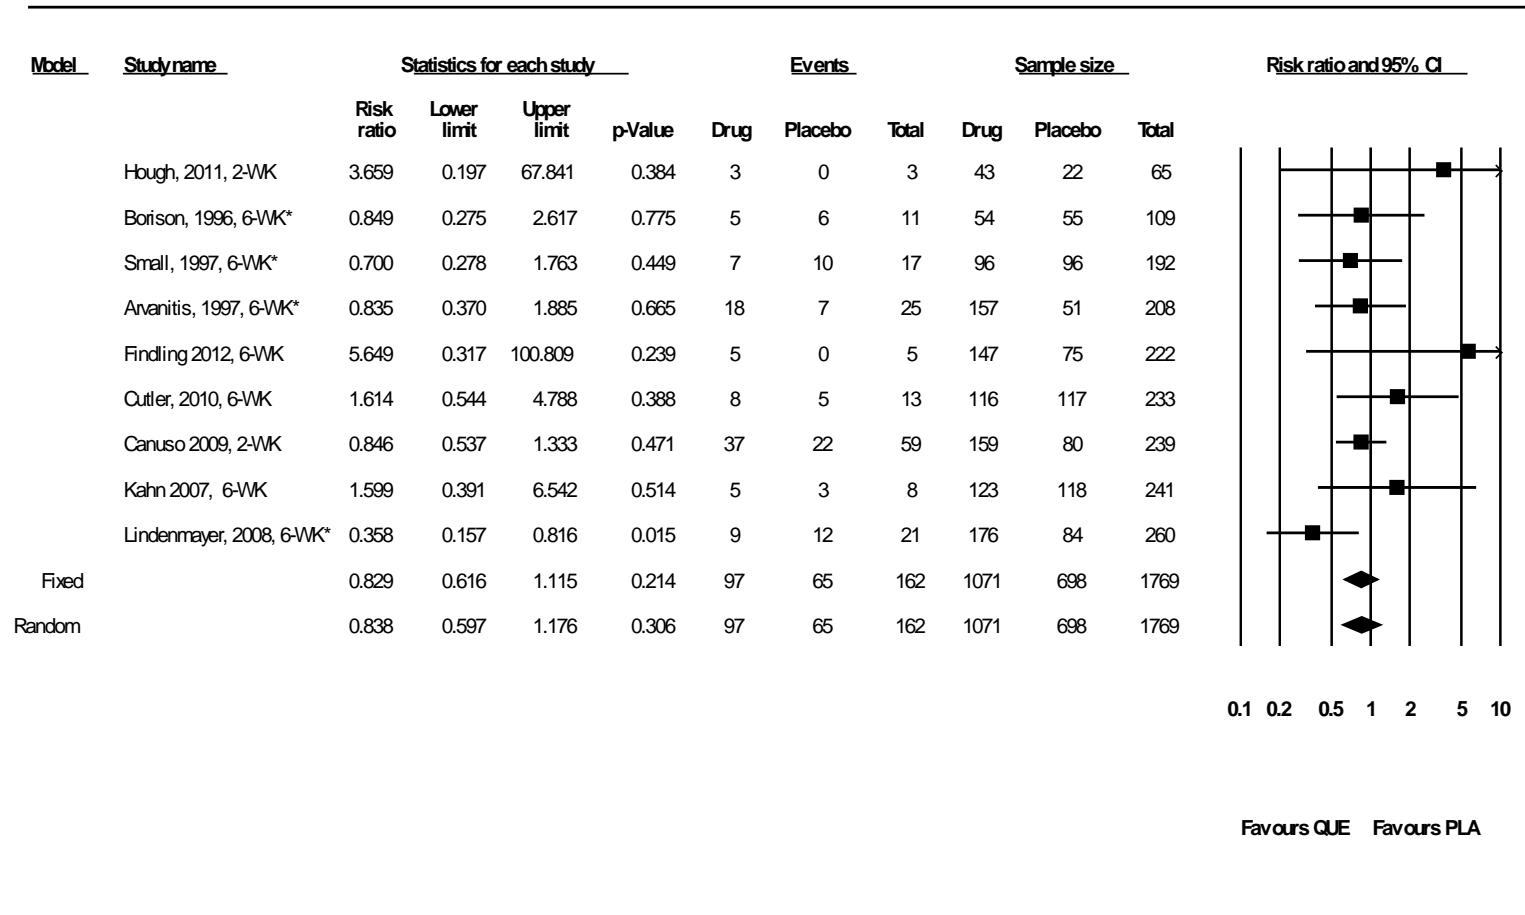 Model Study name Statistics for each study Events Sample size Risk ratio and 95% CI
Risk ratio Lower limit Upper limit p-Value Drug Placebo Total Drug Placebo Total
Hough, 2011, 2-WK 3.659 0.197 67.841 0.384 3 0 3 43 22 65
Borison, 1996, 6-WK* 0.849 0.275 2.617 0.775 5 6 11 54 55 109
Small, 1997, 6-WK* 0.700 0.278 1.763 0.449 7 10 17 96 96 192
Arvanitis, 1997, 6-WK* 0.835 0.370 1.885 0.665 18 7 25 157 51 208
Findling 2012, 6-WK 5.649 0.317 100.809 0.239 5 0 5 147 75 222
Cutler, 2010, 6-WK 1.614 0.544 4.788 0.388 8 5 13 116 117 233
Canuso 2009, 2-WK 0.846 0.537 1.333 0.471 37 22 59 159 80 239
Kahn 2007, 6-WK 1.599 0.391 6.542 0.514 5 3 8 123 118 241
Lindenmayer, 2008, 6-WK* 0.358 0.157 0.816 0.015 9 12 21 176 84 260
Fixed 0.829 0.616 1.115 0.214 97 65 162 1071 698 1769
Random 0.838 0.597 1.176 0.306 97 65 162 1071 698 1769
0.1 0.2 0.5 1 2 5 10
Favours QUE Favours PLA